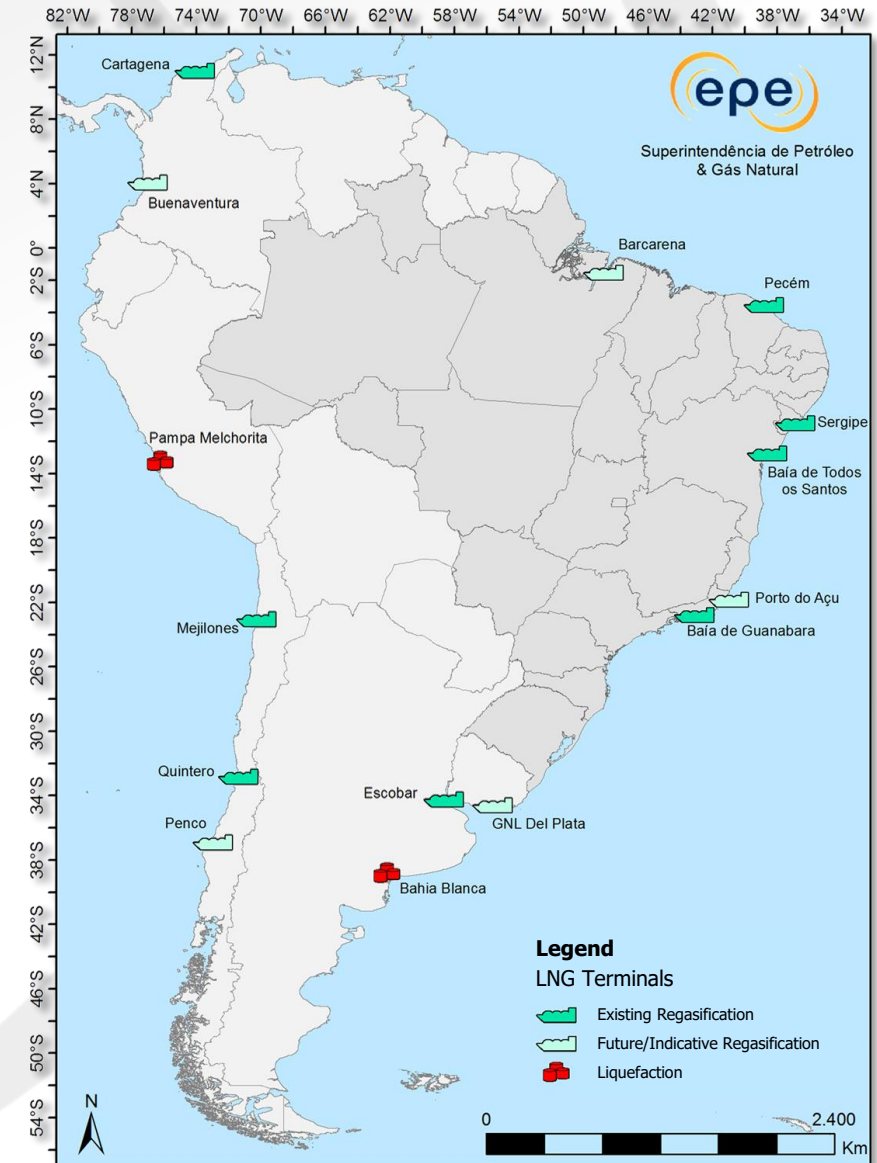 82°W 78°W 74°W 70°W 66°W 62°W 58°W 54°W 50°W 46°W 42°W 38°W 34°W
12°N
8°N
4°N
0°
2°S
6°S
10°S
14°S
18°S
22°S
26°S
30°S
34°S
38°S
42°S
46°S
50°S
54°S
epe
Superintendência de Petróleo
& Gás Natural
Cartagena
Buenaventura
Barcarena
Pecém
Sergipe
Pampa Melchorita
Baía de Todos
os Santos
Porto do Açu
Mejilones
Baía de Guanabara
Quintero
Escobar
Penco
GNL Del Plata
Bahia Blanca
Legend
LNG Terminals
Existing Regasification
Future/Indicative Regasification
Liquefaction
N
0 2.400
Km